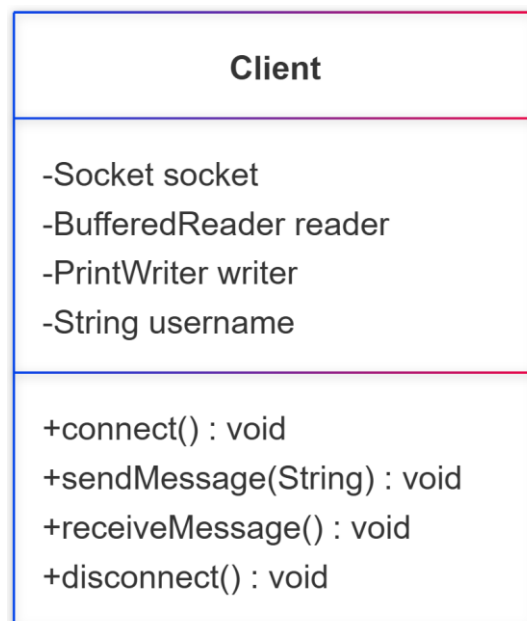 Client
-Socket socket
-BufferedReader reader
-PrintWriter writer
-String username
+connect() : void
+sendMessage(String) : void
+receiveMessage() : void
+disconnect() : void